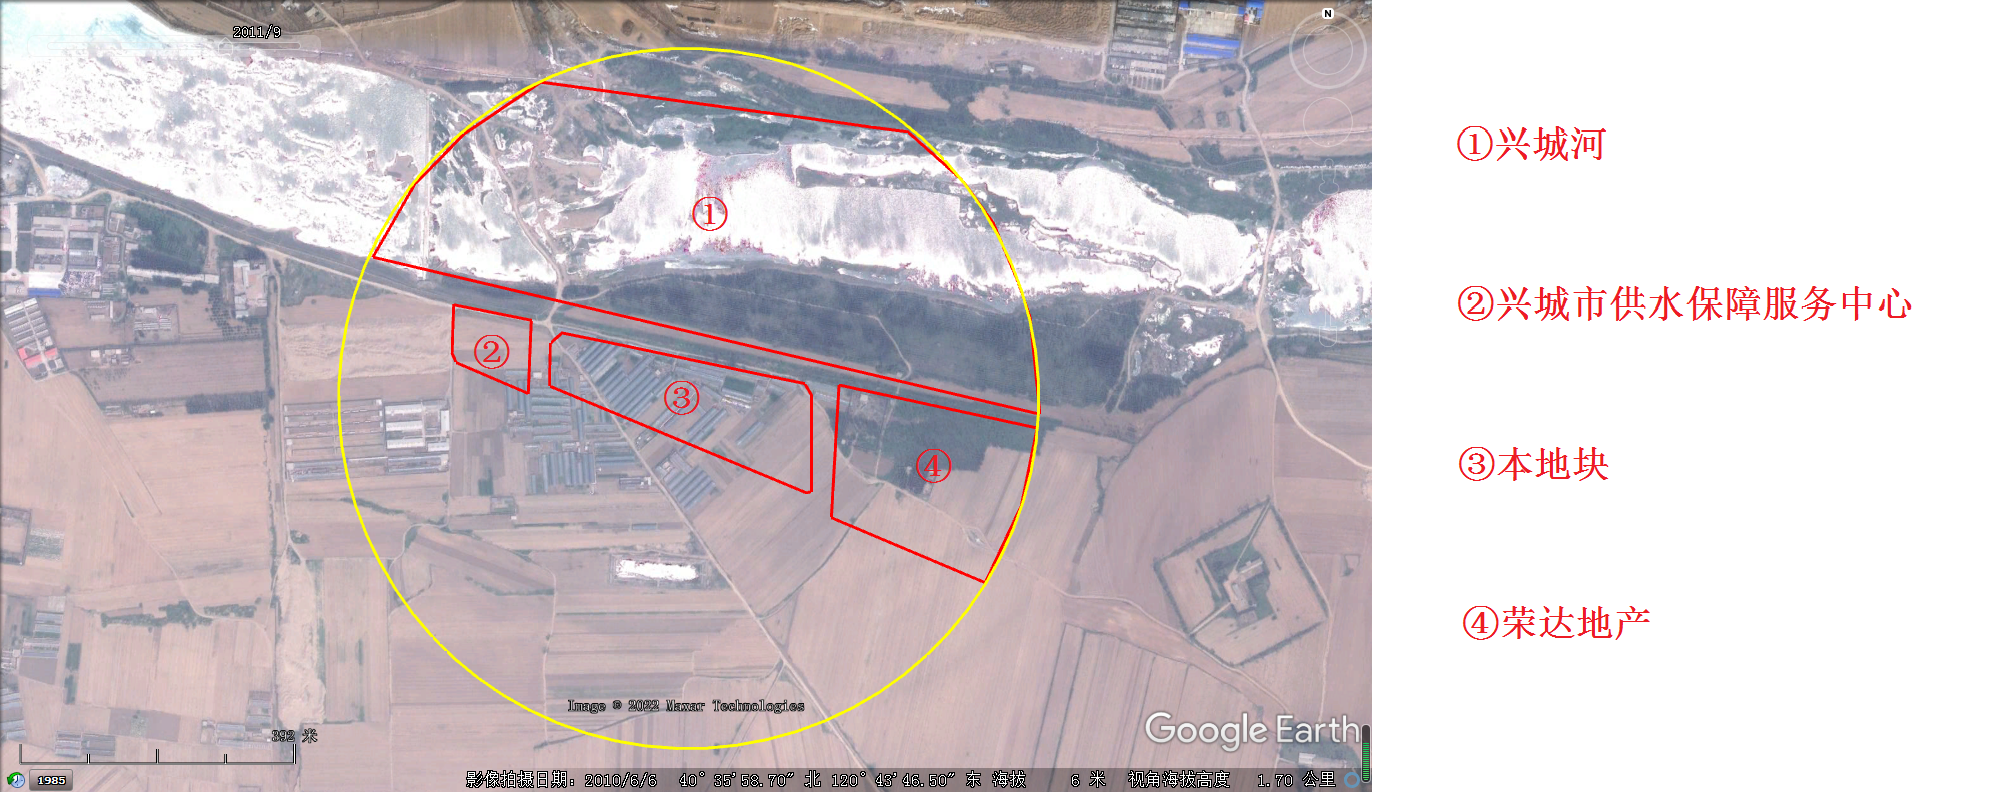 2011/9
N
①兴城河
①
②兴城市供水保障服务中心
②
③
③本地块
④
④荣达地产
Image © 2022 Maxar Technologies
Google Earth
392 米
1985
影像拍摄日期: 2010/6/6 40°35'58.70" 北 120°43'46.50" 东 海拔 6 米 视角海拔高度 1.70 公里